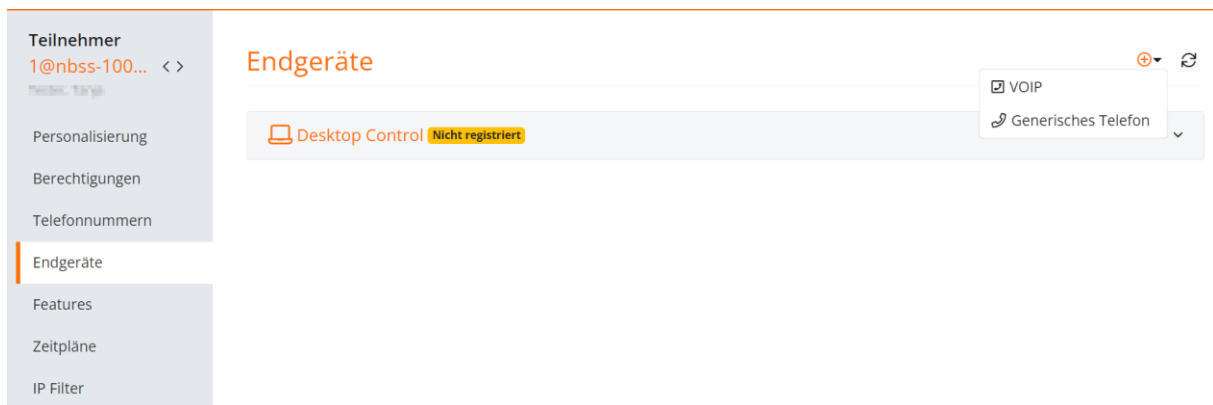 Teilnehmer
1@nbss-100...
Endgeräte
VOIP
Generisches Telefon
Desktop Control Nicht registriert
Personalisierung
Berechtigungen
Telefonnummern
Endgeräte
Features
Zeitpläne
IP Filter